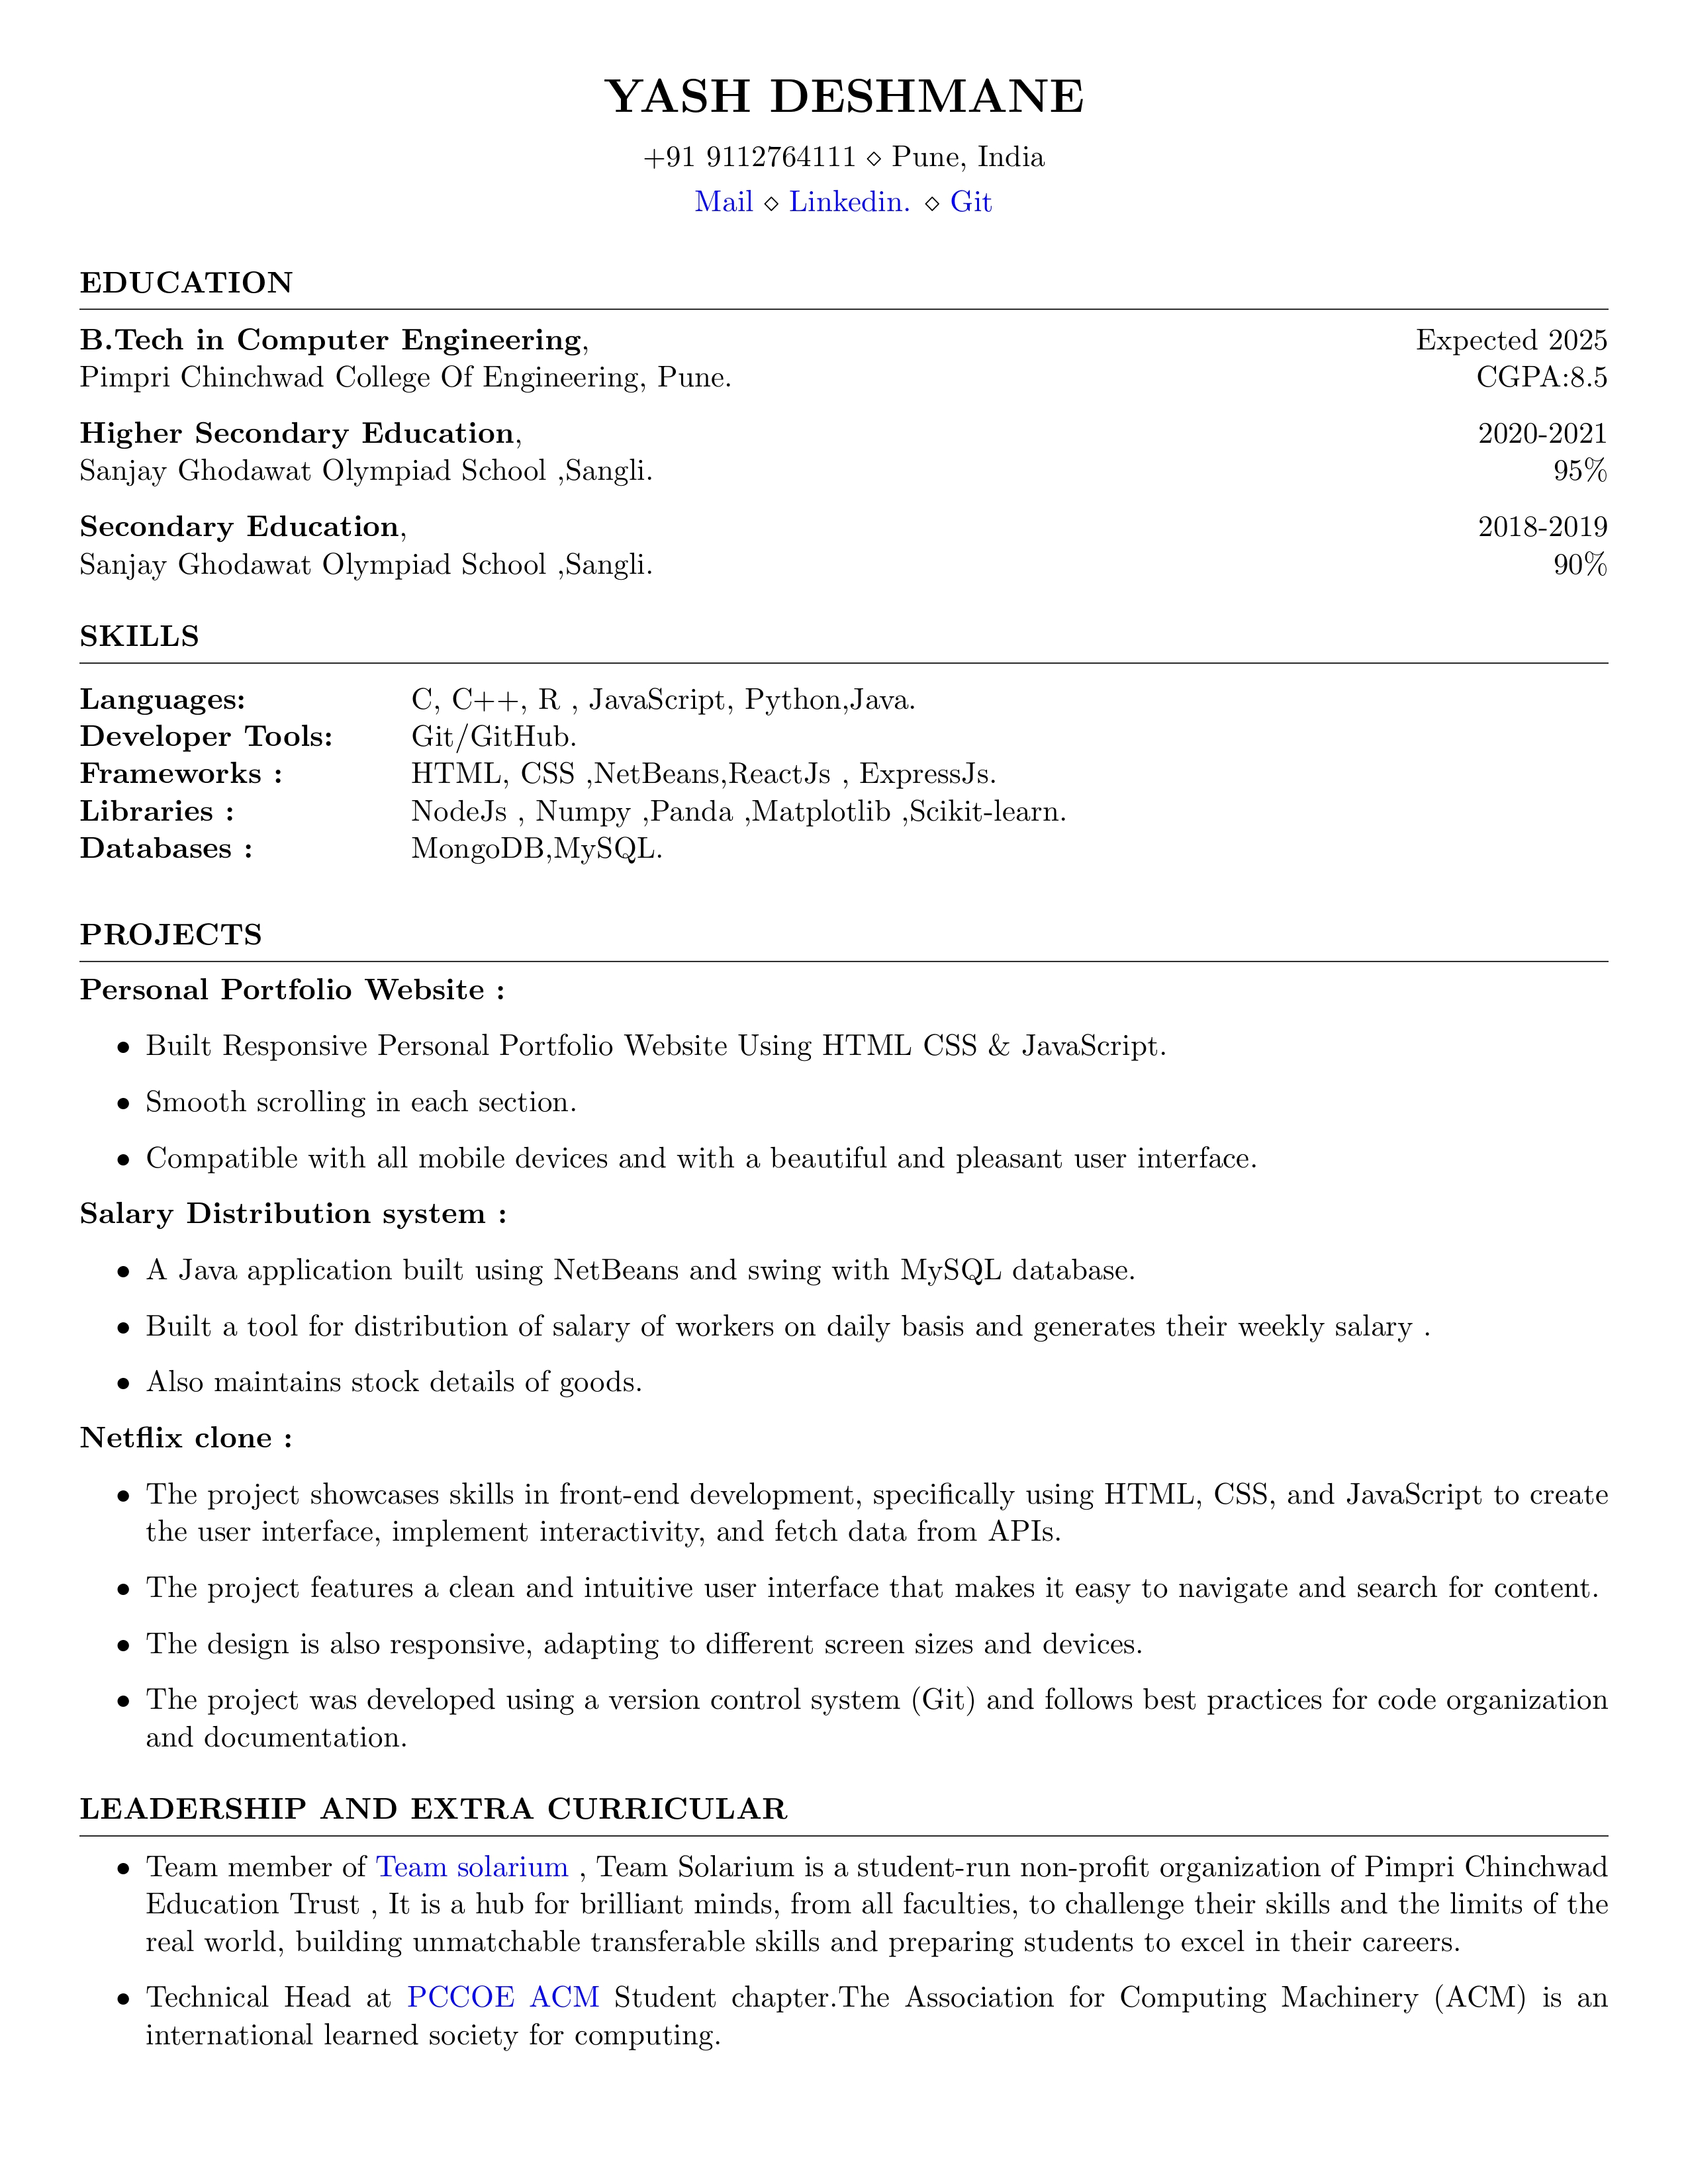 YASH DESHMANE
+91 9112764111 ⋄ Pune, India
Mail ⋄ Linkedin. ⋄ Git
EDUCATION
B.Tech in Computer Engineering, Expected 2025
Pimpri Chinchwad College Of Engineering, Pune. CGPA:8.5
Higher Secondary Education, 2020-2021
Sanjay Ghodawat Olympiad School ,Sangli. 95%
Secondary Education, 2018-2019
Sanjay Ghodawat Olympiad School ,Sangli. 90%
SKILLS
Languages: C, C++, R , JavaScript, Python,Java.
Developer Tools: Git/GitHub.
Frameworks : HTML, CSS ,NetBeans,ReactJs , ExpressJs.
Libraries : NodeJs , Numpy ,Panda ,Matplotlib ,Scikit-learn.
Databases : MongoDB,MySQL.
PROJECTS
Personal Portfolio Website :
• Built Responsive Personal Portfolio Website Using HTML CSS & JavaScript.
• Smooth scrolling in each section.
• Compatible with all mobile devices and with a beautiful and pleasant user interface.
Salary Distribution system :
• A Java application built using NetBeans and swing with MySQL database.
• Built a tool for distribution of salary of workers on daily basis and generates their weekly salary .
• Also maintains stock details of goods.
Netflix clone :
• The project showcases skills in front-end development, specifically using HTML, CSS, and JavaScript to create
the user interface, implement interactivity, and fetch data from APIs.
• The project features a clean and intuitive user interface that makes it easy to navigate and search for content.
• The design is also responsive, adapting to different screen sizes and devices.
• The project was developed using a version control system (Git) and follows best practices for code organization
and documentation.
LEADERSHIP AND EXTRA CURRICULAR
• Team member of Team solarium , Team Solarium is a student-run non-profit organization of Pimpri Chinchwad
Education Trust , It is a hub for brilliant minds, from all faculties, to challenge their skills and the limits of the
real world, building unmatchable transferable skills and preparing students to excel in their careers.
• Technical Head at PCCOE ACM Student chapter.The Association for Computing Machinery (ACM) is an
international learned society for computing.